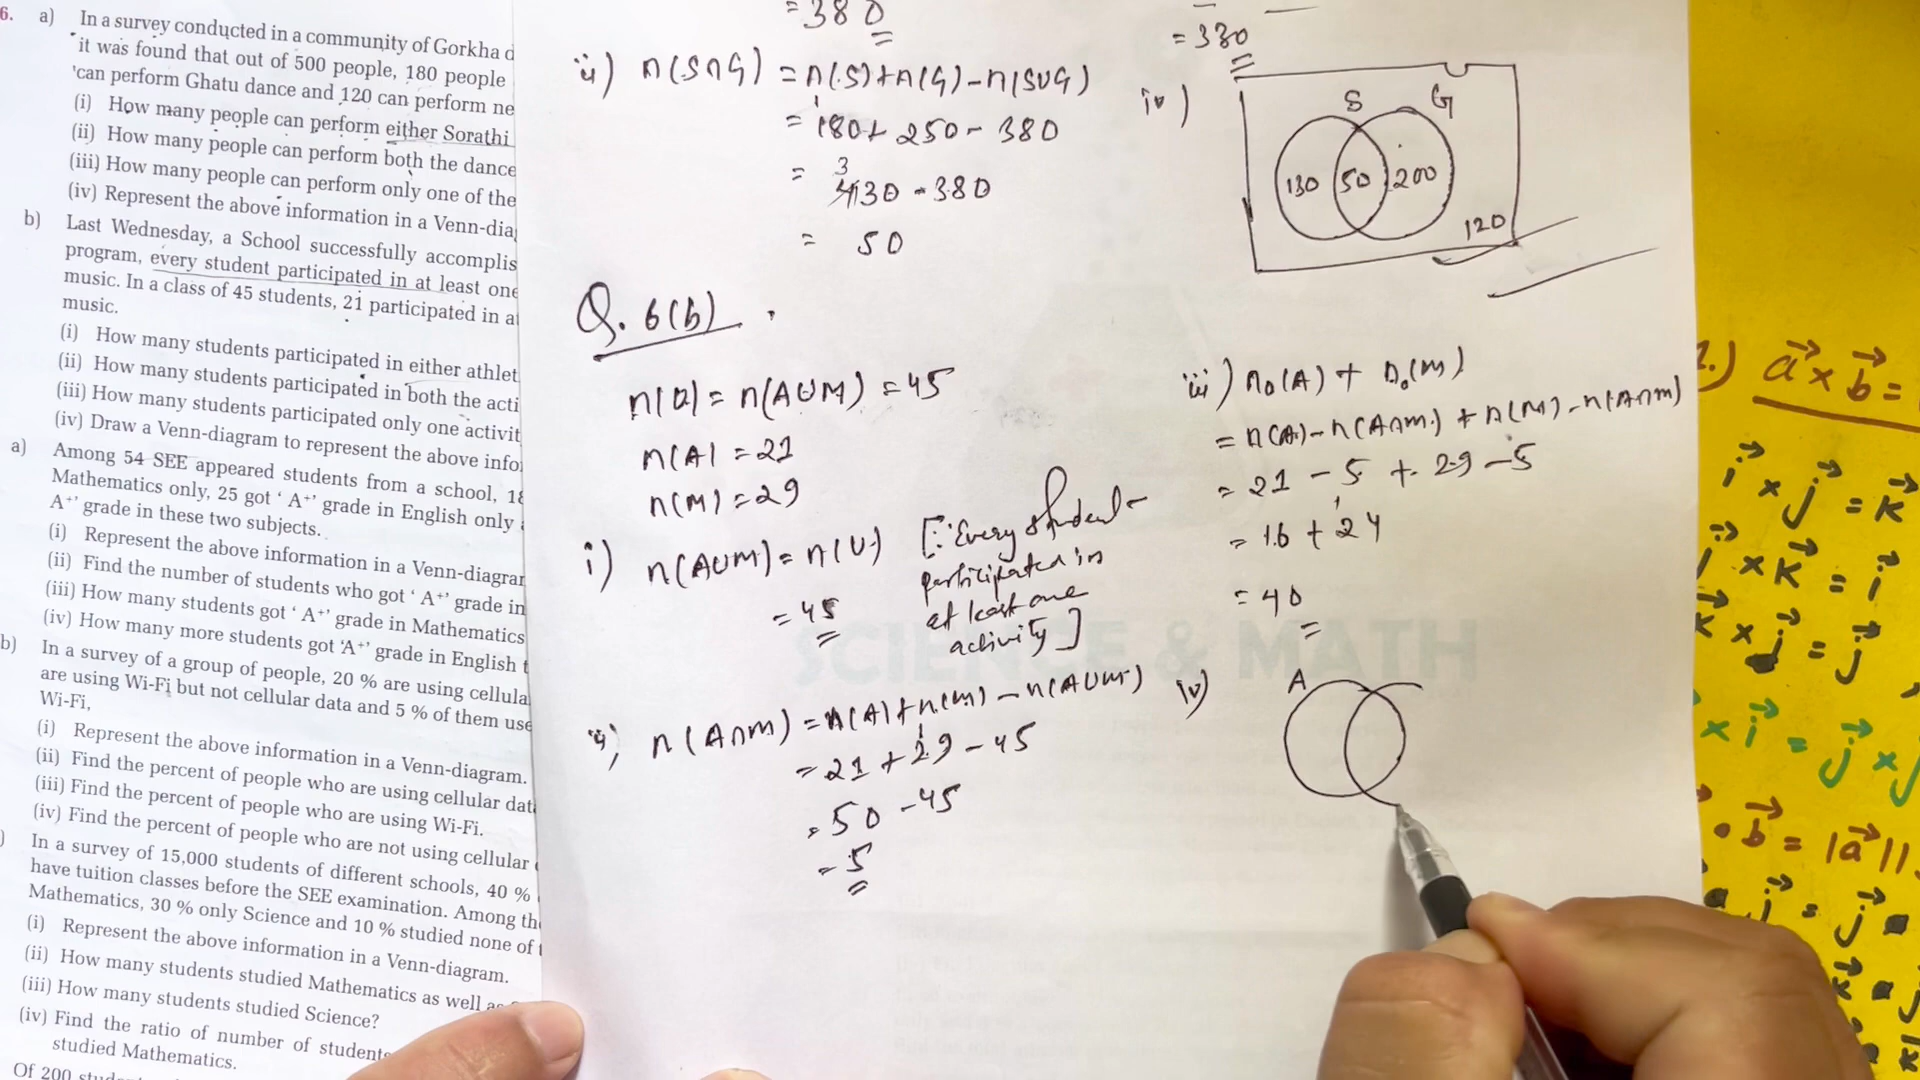 6. a) In a survey conducted in a community of Gorkha d
it was found that out of 500 people, 180 people
can perform Ghatu dance and 120 can perform ne
(i) How many people can perform either Sorathi
(ii) How many people can perform both the dance
(iii) How many people can perform only one of the
(iv) Represent the above information in a Venn-dia
b) Last Wednesday, a School successfully accomplis
program, every student participated in at least one
music. In a class of 45 students, 21 participated in a
music.
(i) How many students participated in either athlet
(ii) How many students participated in both the acti
(iii) How many students participated only one activit
(iv) Draw a Venn-diagram to represent the above info
a) Among 54 SEE appeared students from a school, 18
Mathematics only, 25 got ‘ A⁺’ grade in English only
A⁺’ grade in these two subjects.
(i) Represent the above information in a Venn-diagra
(ii) Find the number of students who got ‘ A⁺’ grade in
(iii) How many students got ‘ A⁺’ grade in Mathematics
(iv) How many more students got ‘A⁺’ grade in English t
b) In a survey of a group of people, 20 % are using cellula
are using Wi-Fi but not cellular data and 5 % of them use
Wi-Fi,
(i) Represent the above information in a Venn-diagram.
(ii) Find the percent of people who are using cellular dat
(iii) Find the percent of people who are using Wi-Fi.
(iv) Find the percent of people who are not using cellular
In a survey of 15,000 students of different schools, 40 %
have tuition classes before the SEE examination. Among th
Mathematics, 30 % only Science and 10 % studied none of t
(i) Represent the above information in a Venn-diagram.
(ii) How many students studied Mathematics as well as
(iii) How many students studied Science?
(iv) Find the ratio of number of students
studied Mathematics.
Of 200
= 380
ii) n(S∩G) = n(S)+n(G)-n(S∪G)
= 180+ 250- 380
= 430 - 380
= 50
= 330
iv)
S G
130 50 200
120
Q. 6(b)
n(U) = n(A∪M) = 45
n(A) = 21
n(M) = 29
i) n(A∪M) = n(U) [∵ Every student
participated in
at least one
activity]
= 45
ii) n(A∩M) = n(A)+n(M)-n(A∪M)
= 21 + 29 - 45
= 50 - 45
= 5
iii) n₀(A) + n₀(M)
= n(A)-n(A∩M) + n(M)-n(A∩M)
= 21 - 5 + 29 - 5
= 16 + 24
= 40
iv) A
SCIENCE & MATH
2.) a⃗ × b⃗ =
i⃗ × j⃗ = k⃗
j⃗ × k⃗ = i⃗